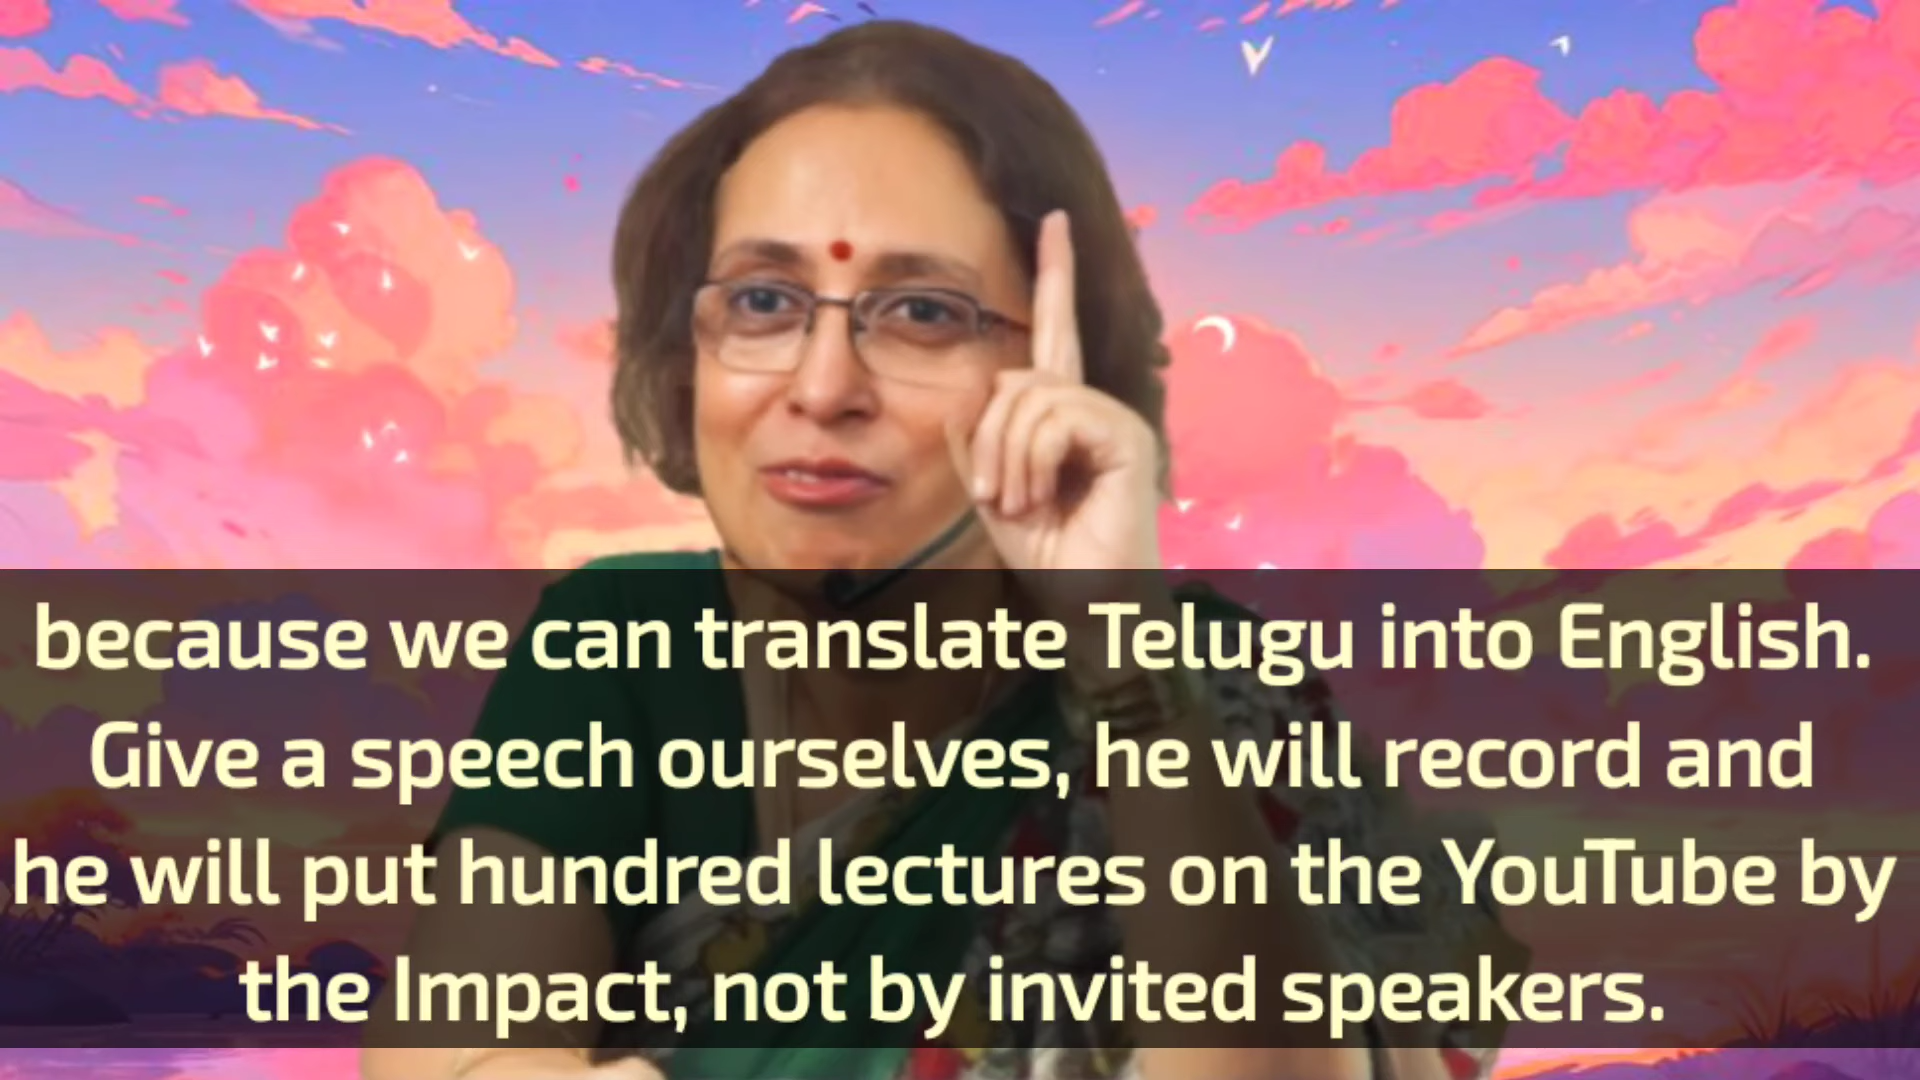 because we can translate Telugu into English.
Give a speech ourselves, he will record and
he will put hundred lectures on the YouTube by
the Impact, not by invited speakers.